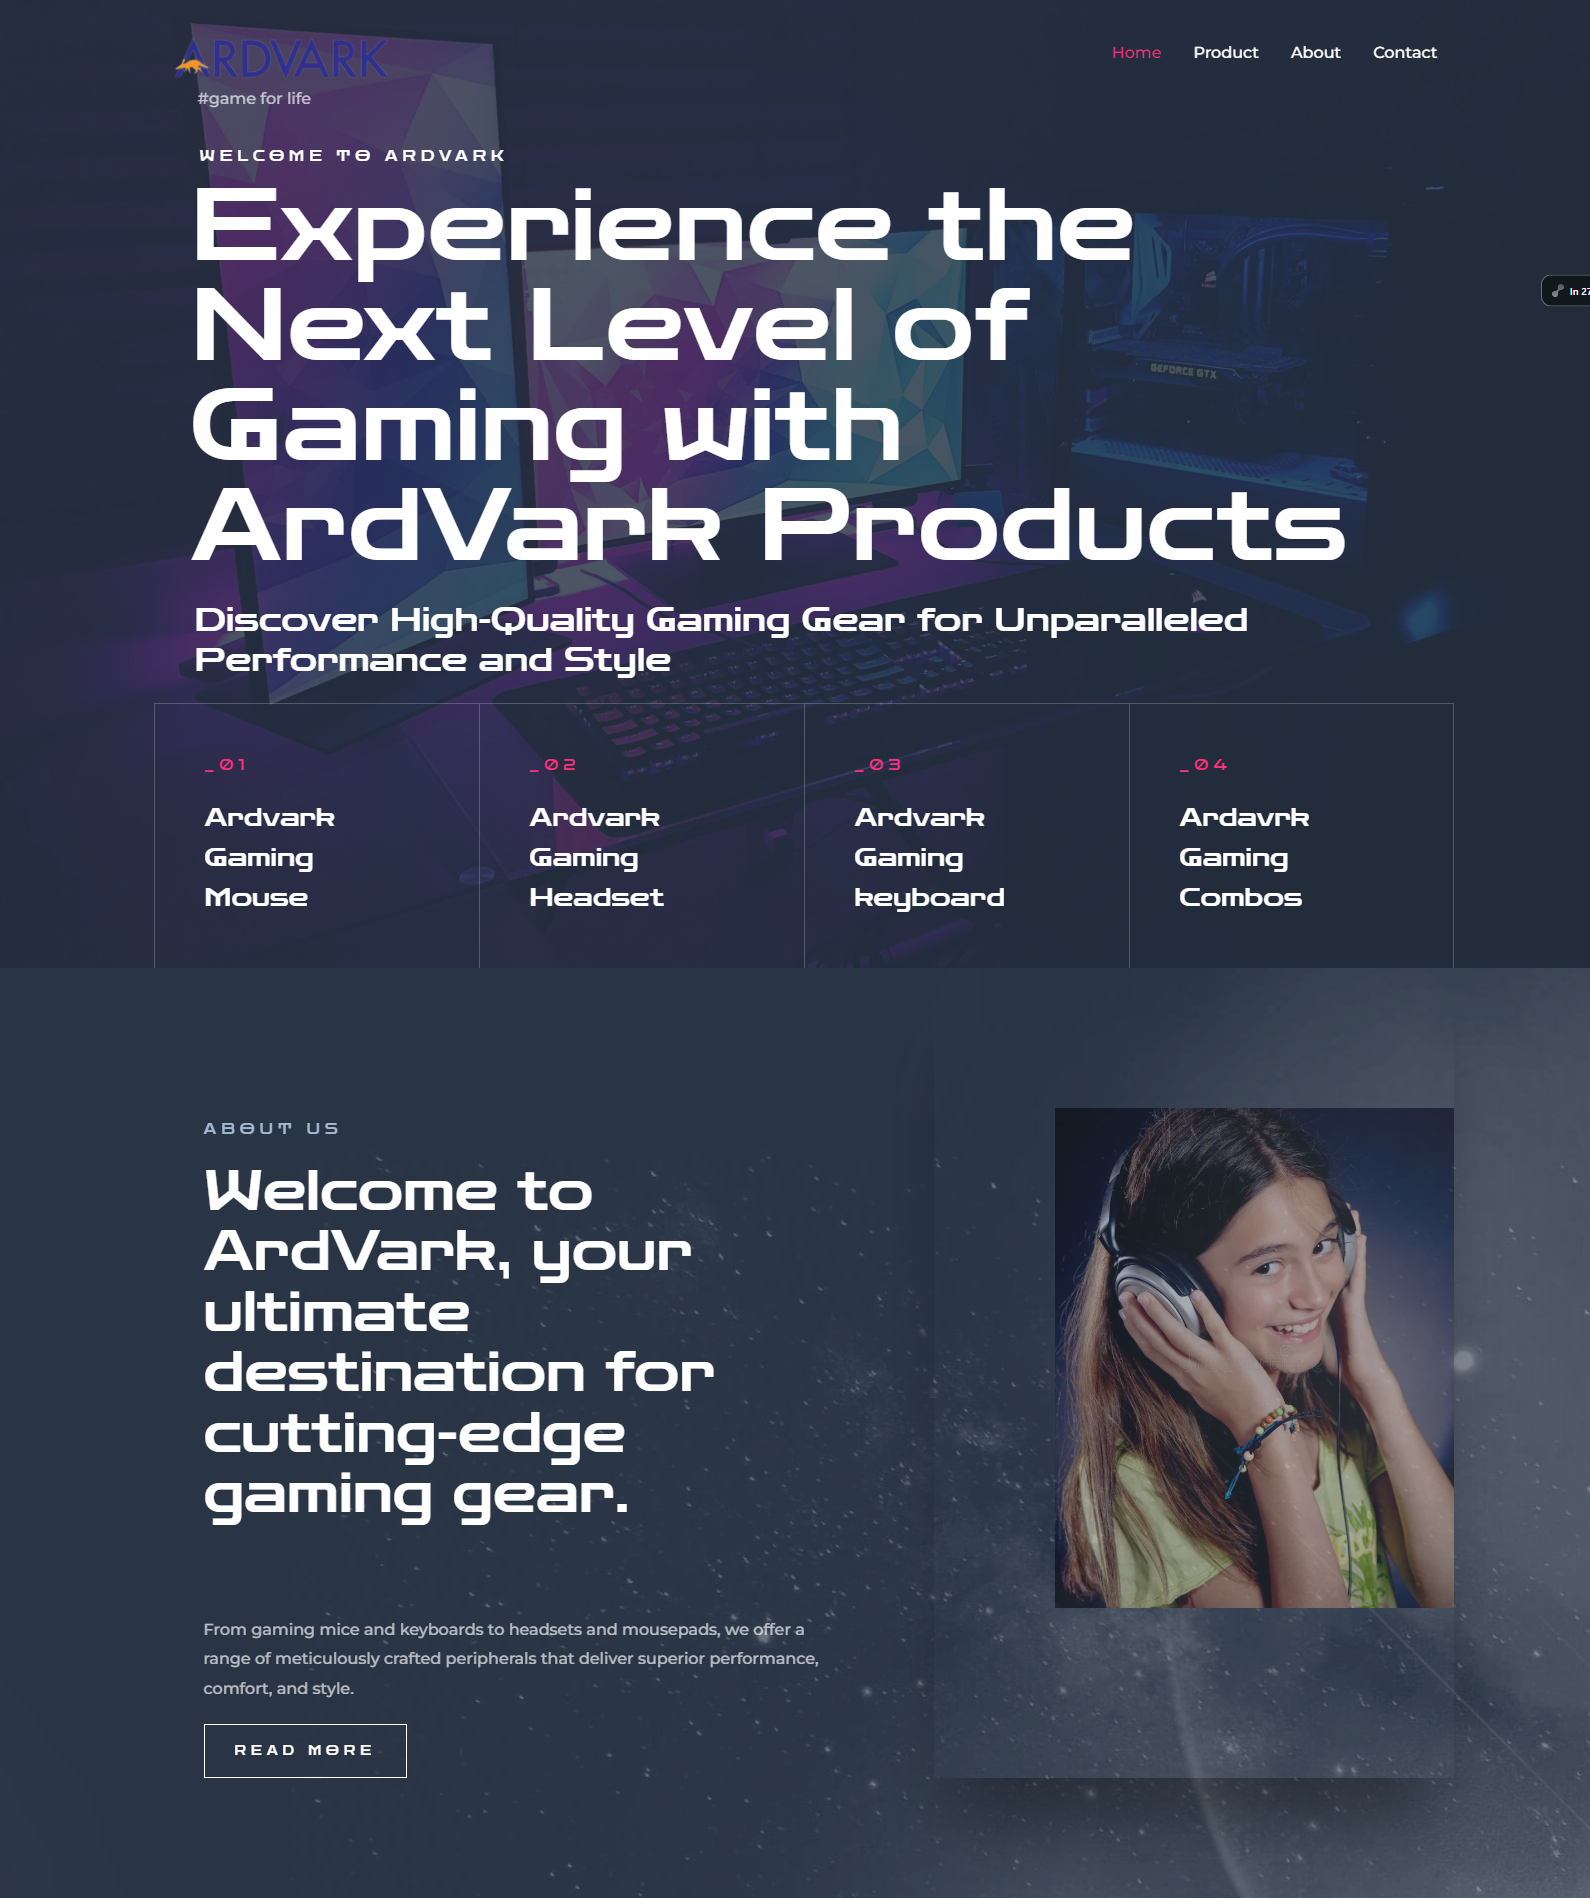 ARDVARK
#game for life
Home Product About Contact
WELCOME TO ARDVARK
Experience the
Next Level of
Gaming with
ArdVark Products
GEFORCE GTX
Discover High-Quality Gaming Gear for Unparalleled
Performance and Style
_01
Ardvark
Gaming
Mouse
_02
Ardvark
Gaming
Headset
_03
Ardvark
Gaming
keyboard
_04
Ardavrk
Gaming
Combos
In 27
ABOUT US
Welcome to
ArdVark, your
ultimate
destination for
cutting-edge
gaming gear.
From gaming mice and keyboards to headsets and mousepads, we offer a
range of meticulously crafted peripherals that deliver superior performance,
comfort, and style.
READ MORE